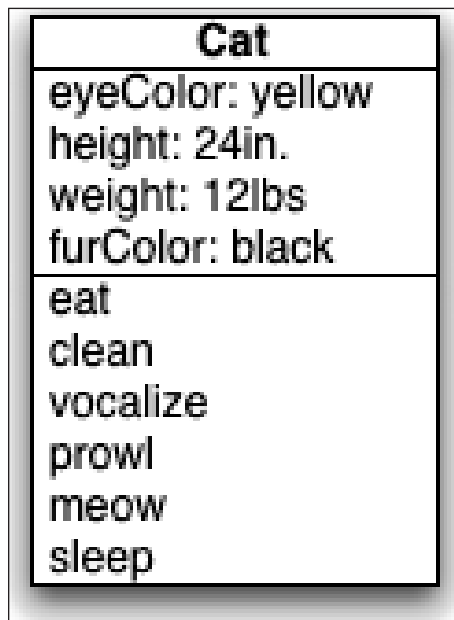 Cat
eyeColor: yellow
height: 24in.
weight: 12lbs
furColor: black
eat
clean
vocalize
prowl
meow
sleep